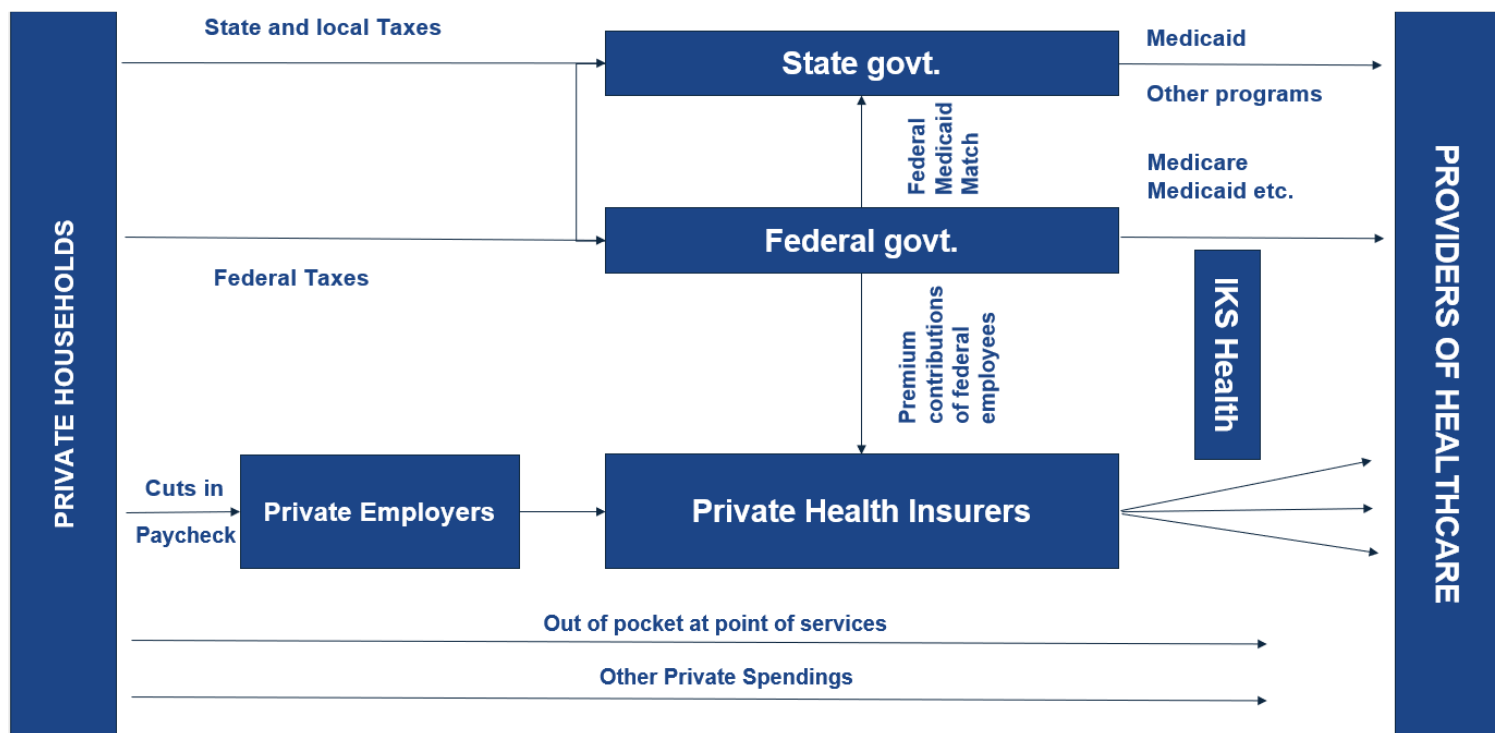 PRIVATE HOUSEHOLDS
State and local Taxes
State govt.
Medicaid
Other programs
Federal
Medicaid
Match
Medicare
Medicaid etc.
Federal govt.
Federal Taxes
IKS Health
Premium
contributions
of federal
employees
Cuts in
Paycheck
Private Employers
Private Health Insurers
Out of pocket at point of services
Other Private Spendings
PROVIDERS OF HEALTHCARE